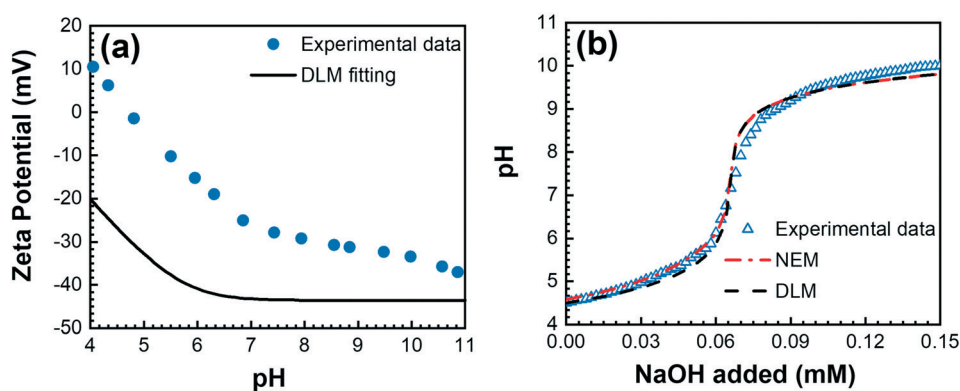 (a)
Experimental data
DLM fitting
Zeta Potential (mV)
20
10
0
-10
-20
-30
-40
-50
4 5 6 7 8 9 10 11
pH
(b)
Experimental data
NEM
DLM
pH
11
10
9
8
7
6
5
4
0.00 0.03 0.06 0.09 0.12 0.15
NaOH added (mM)